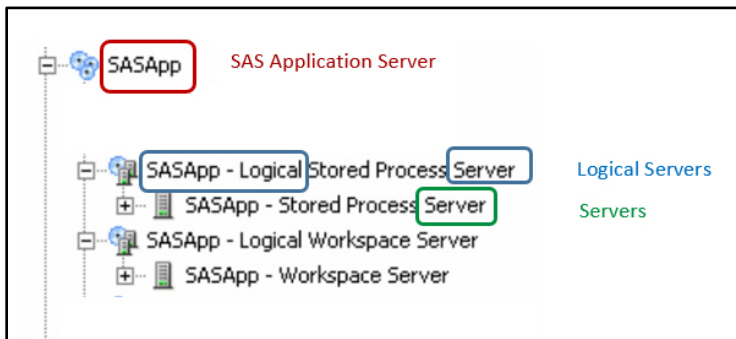 SASApp SAS Application Server
SASApp - Logical Stored Process Server Logical Servers
SASApp - Stored Process Server Servers
SASApp - Logical Workspace Server
SASApp - Workspace Server